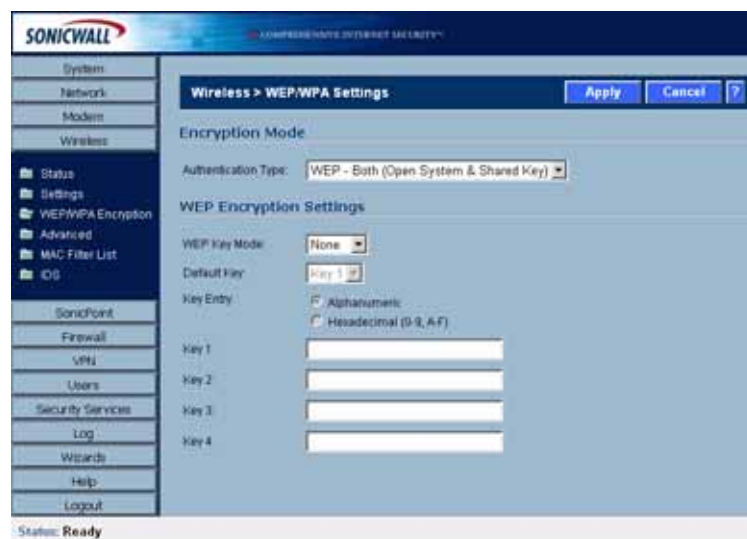 SONICWALL
COMPREHENSIVE INTERNET SECURITY™
System
Network
Modem
Wireless
Status
Settings
WEP/WPA Encryption
Advanced
MAC Filter List
IDS
SonicPoint
Firewall
VPN
Users
Security Services
Log
Wizards
Help
Logout
Wireless > WEP/WPA Settings
Apply
Cancel
?
Encryption Mode
Authentication Type: WEP - Both (Open System & Shared Key)
WEP Encryption Settings
WEP Key Mode: None
Default Key: Key 1
Key Entry: Alphanumeric
Hexadecimal (0-9, A-F)
Key 1:
Key 2:
Key 3:
Key 4:
Status: Ready